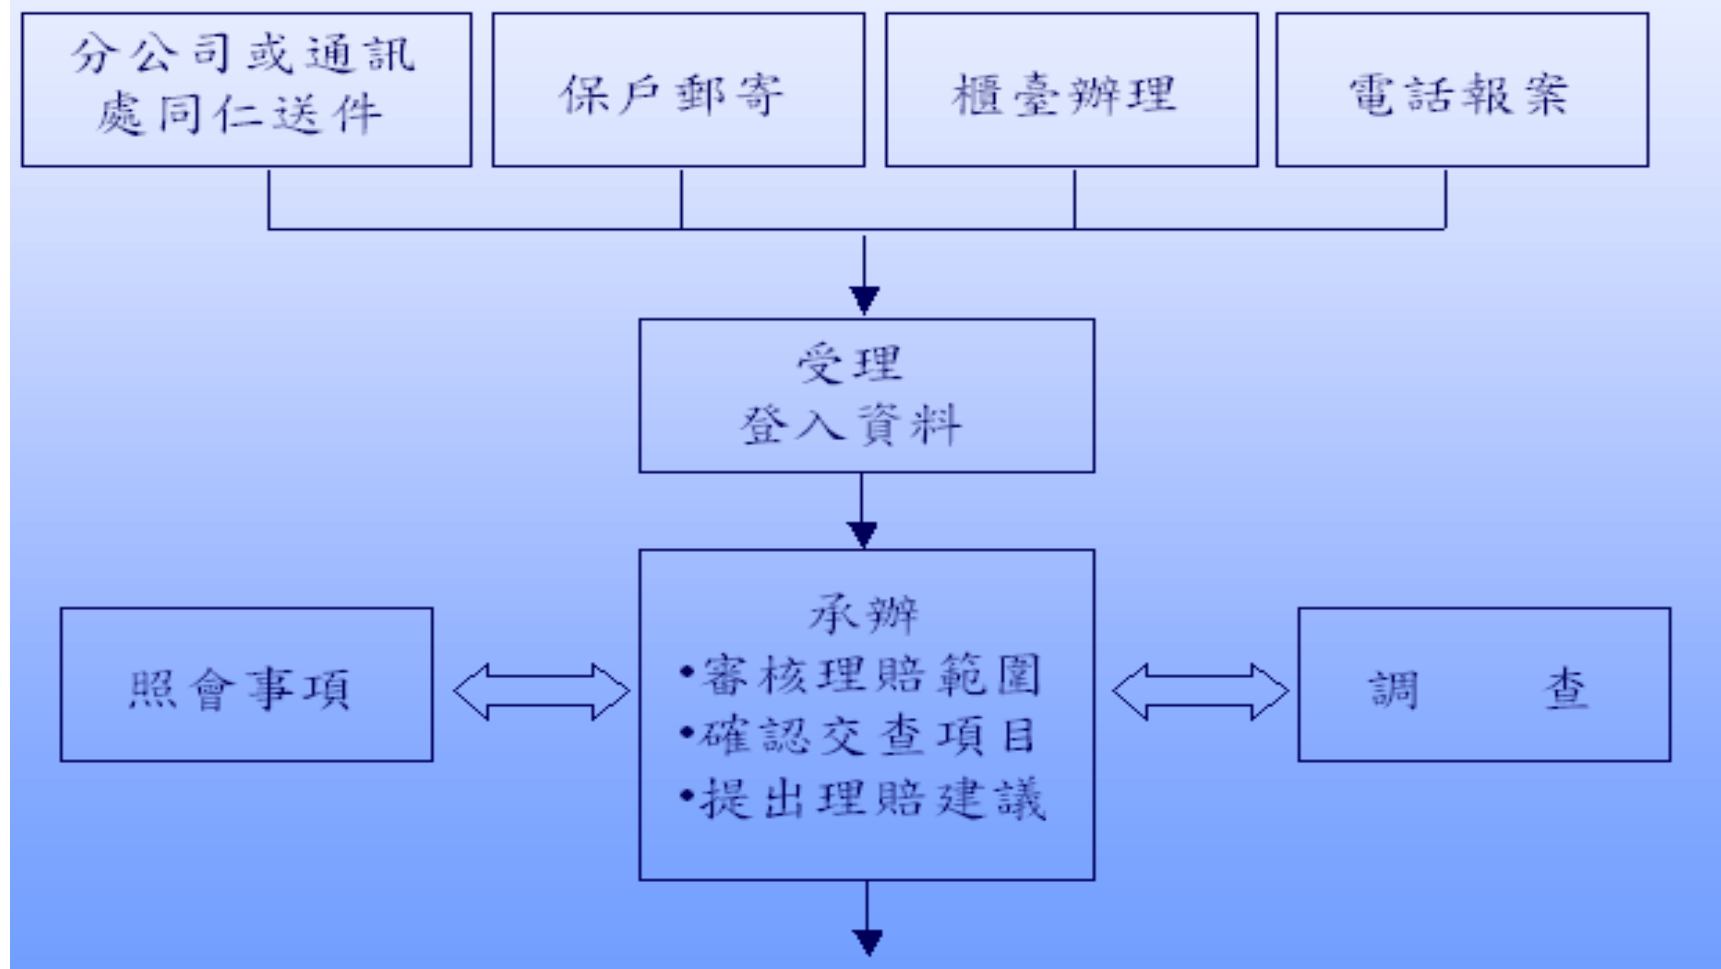 分公司或通訊
處同仁送件
保戶郵寄
櫃臺辦理
電話報案
受理
登入資料
承辦
•審核理賠範圍
•確認交查項目
•提出理賠建議
照會事項
調　　查